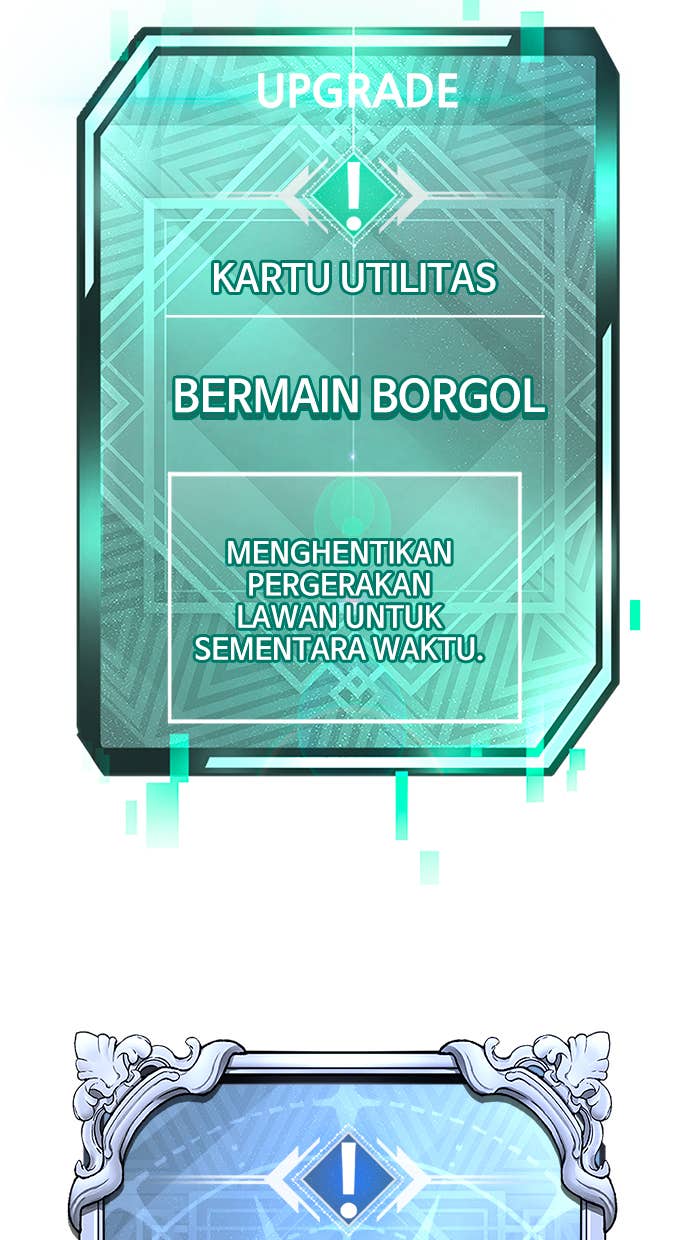 UPGRADE
!
KARTU UTILITAS
BERMAIN BORGOL
MENGHENTIKAN
PERGERAKAN
LAWAN UNTUK
SEMENTARA WAKTU.
!